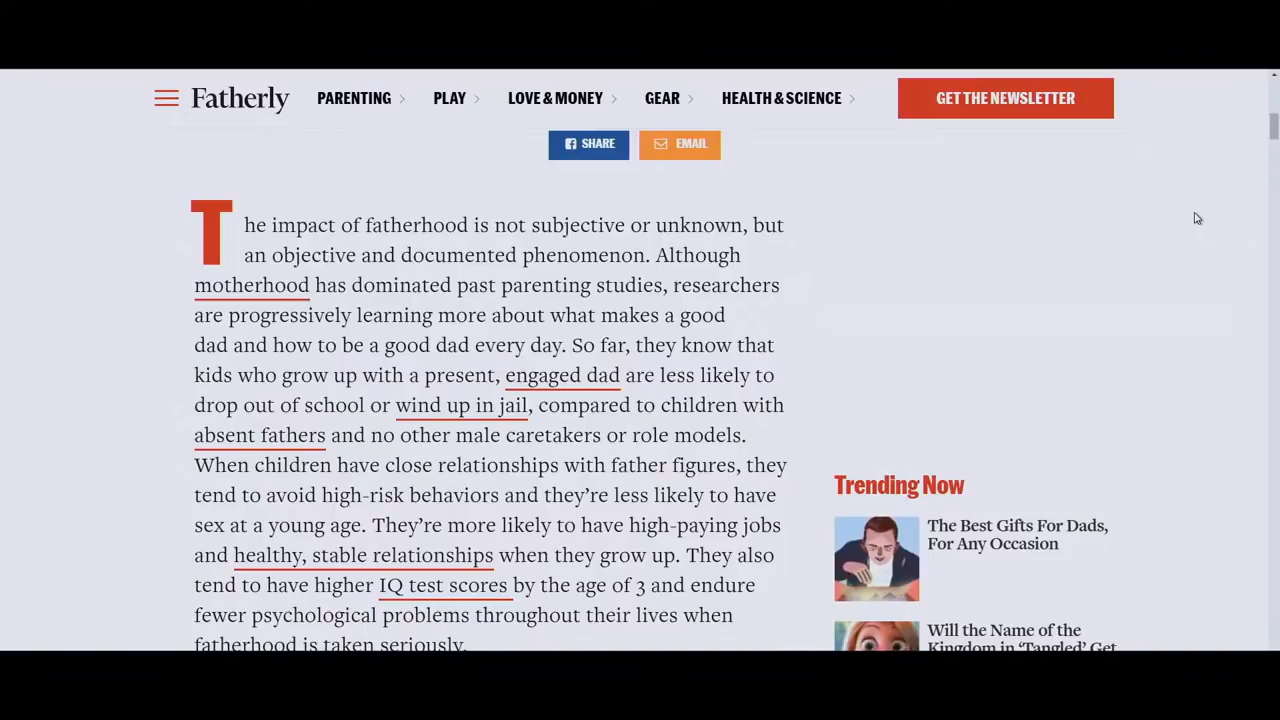 Fatherly PARENTING PLAY LOVE & MONEY GEAR HEALTH & SCIENCE GET THE NEWSLETTER
SHARE EMAIL
The impact of fatherhood is not subjective or unknown, but
an objective and documented phenomenon. Although
motherhood has dominated past parenting studies, researchers
are progressively learning more about what makes a good
dad and how to be a good dad every day. So far, they know that
kids who grow up with a present, engaged dad are less likely to
drop out of school or wind up in jail, compared to children with
absent fathers and no other male caretakers or role models.
When children have close relationships with father figures, they
tend to avoid high-risk behaviors and they’re less likely to have
sex at a young age. They’re more likely to have high-paying jobs
and healthy, stable relationships when they grow up. They also
tend to have higher IQ test scores by the age of 3 and endure
fewer psychological problems throughout their lives when
fatherhood is taken seriously.
Trending Now
The Best Gifts For Dads,
For Any Occasion
Will the Name of the
Kingdom in ‘Tangled’ Get